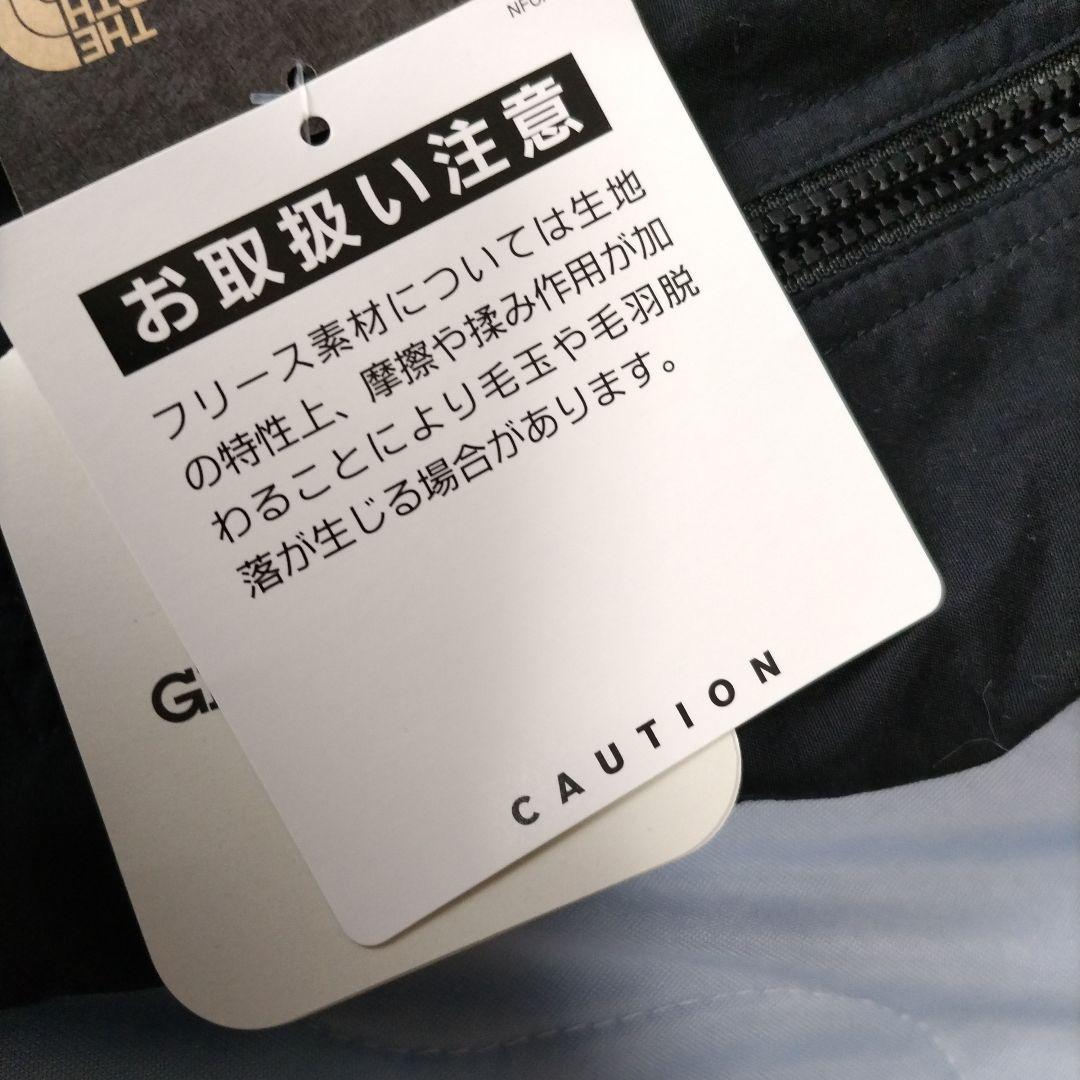 THE
お取扱い注意
フリース素材については生地
の特性上、摩擦や揉み作用が加
わることにより毛玉や毛羽脱
落が生じる場合があります。
CAUTION